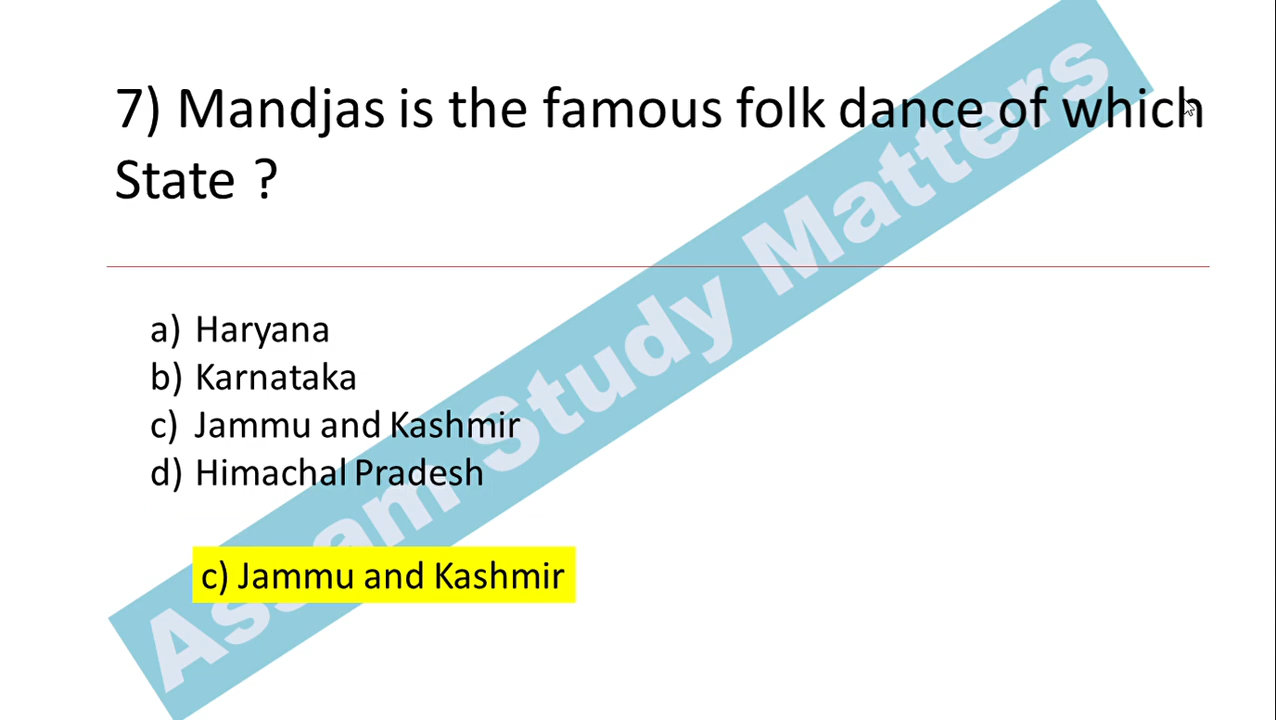 7) Mandjas is the famous folk dance of which
State ?
a) Haryana
b) Karnataka
c) Jammu and Kashmir
d) Himachal Pradesh
c) Jammu and Kashmir
Assam Study Matters